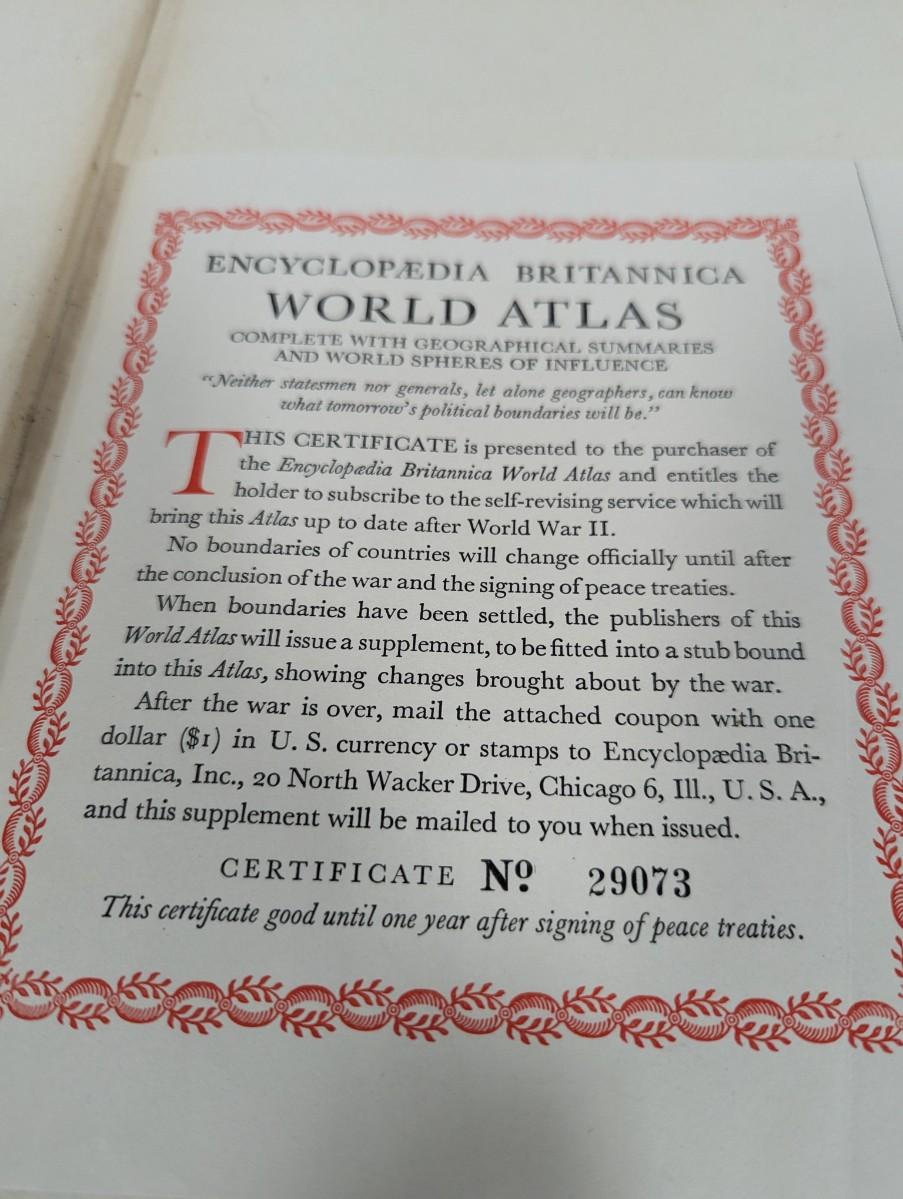 ENCYCLOPÆDIA BRITANNICA
WORLD ATLAS
COMPLETE WITH GEOGRAPHICAL SUMMARIES
AND WORLD SPHERES OF INFLUENCE
“Neither statesmen nor generals, let alone geographers, can know
what tomorrow’s political boundaries will be.”
THIS CERTIFICATE is presented to the purchaser of
the Encyclopædia Britannica World Atlas and entitles the
holder to subscribe to the self-revising service which will
bring this Atlas up to date after World War II.
No boundaries of countries will change officially until after
the conclusion of the war and the signing of peace treaties.
When boundaries have been settled, the publishers of this
World Atlas will issue a supplement, to be fitted into a stub bound
into this Atlas, showing changes brought about by the war.
After the war is over, mail the attached coupon with one
dollar ($1) in U. S. currency or stamps to Encyclopædia Bri-
tannica, Inc., 20 North Wacker Drive, Chicago 6, Ill., U. S. A.,
and this supplement will be mailed to you when issued.
CERTIFICATE Nº 29073
This certificate good until one year after signing of peace treaties.